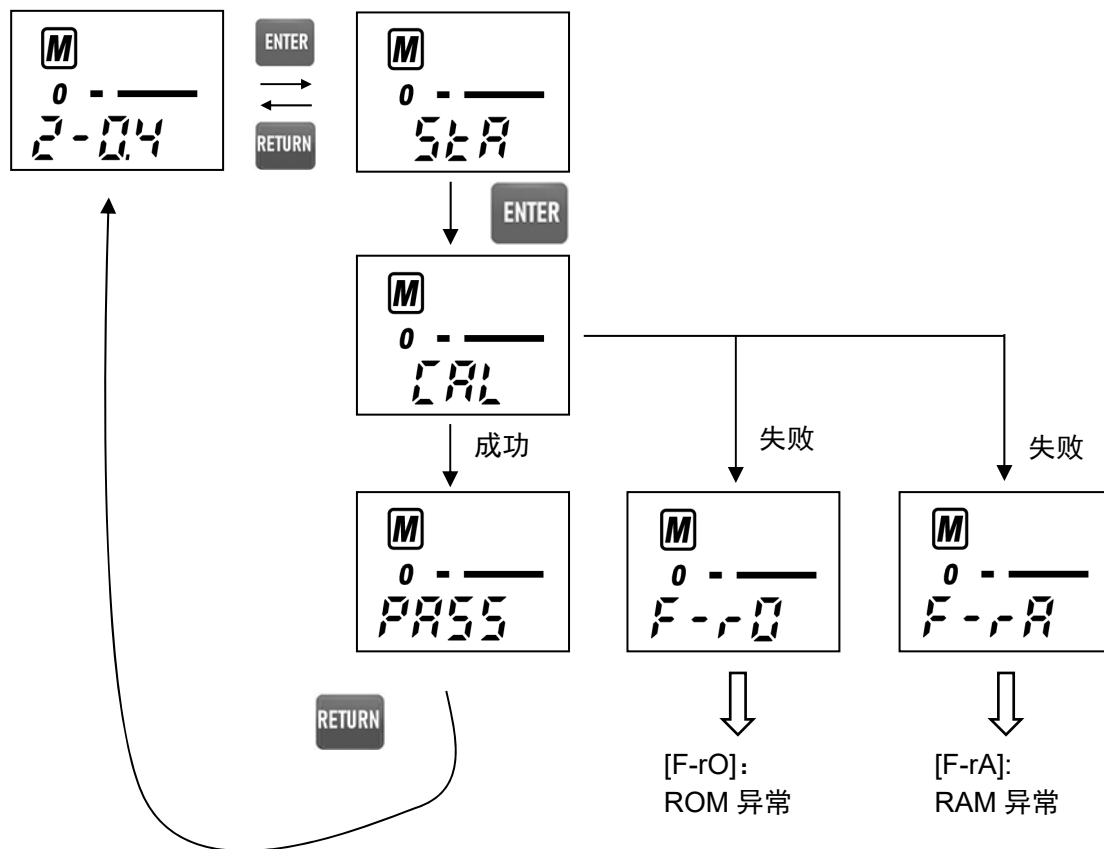 M
0
2-0.4
ENTER
RETURN
M
0
StA
ENTER
M
0
CAL
成功
失败
失败
M
0
PASS
M
0
F-rO
M
0
F-rA
RETURN
[F-rO]：
ROM 异常
[F-rA]:
RAM 异常